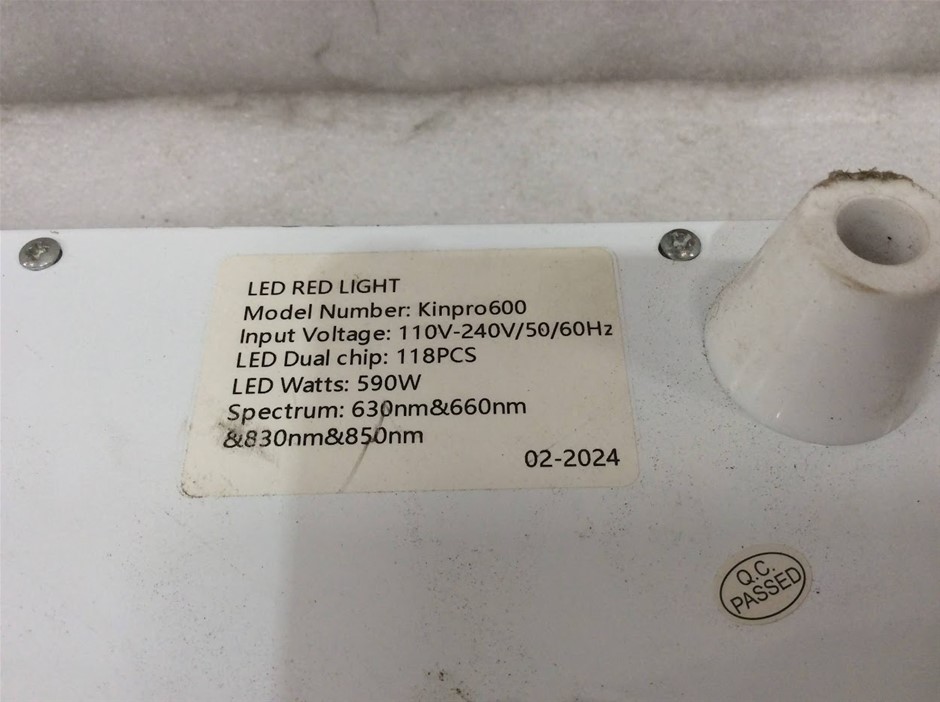 LED RED LIGHT
Model Number: Kinpro600
Input Voltage: 110V-240V/50/60Hz
LED Dual chip: 118PCS
LED Watts: 590W
Spectrum: 630nm&660nm
&830nm&850nm
02-2024
Q.C.
PASSED